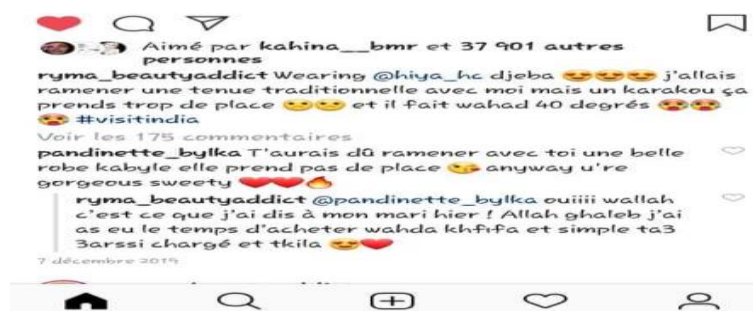 Aimé par kahina__bmr et 37 901 autres
personnes
ryma_beautyaddict Wearing @hiya_hc djeba 😍😍😍 j'allais
ramener une tenue traditionnelle avec moi mais un karakou ça
prends trop de place 😕😕 et il fait wahad 40 degrés 🥵🥵
🥵 #visitindia
Voir les 175 commentaires
pandinette_bylka T'aurais dû ramener avec toi une belle
robe kabyle elle prend pas de place 😘 anyway u're
gorgeous sweety ❤️❤️🔥
ryma_beautyaddict @pandinette_bylka ouiiii wallah
c'est ce que j'ai dis à mon mari hier ! Allah ghaleb j'ai
as eu le temps d'acheter wahda khfifa et simple ta3
3arssi chargé et tkila 😍❤️
7 décembre 2019